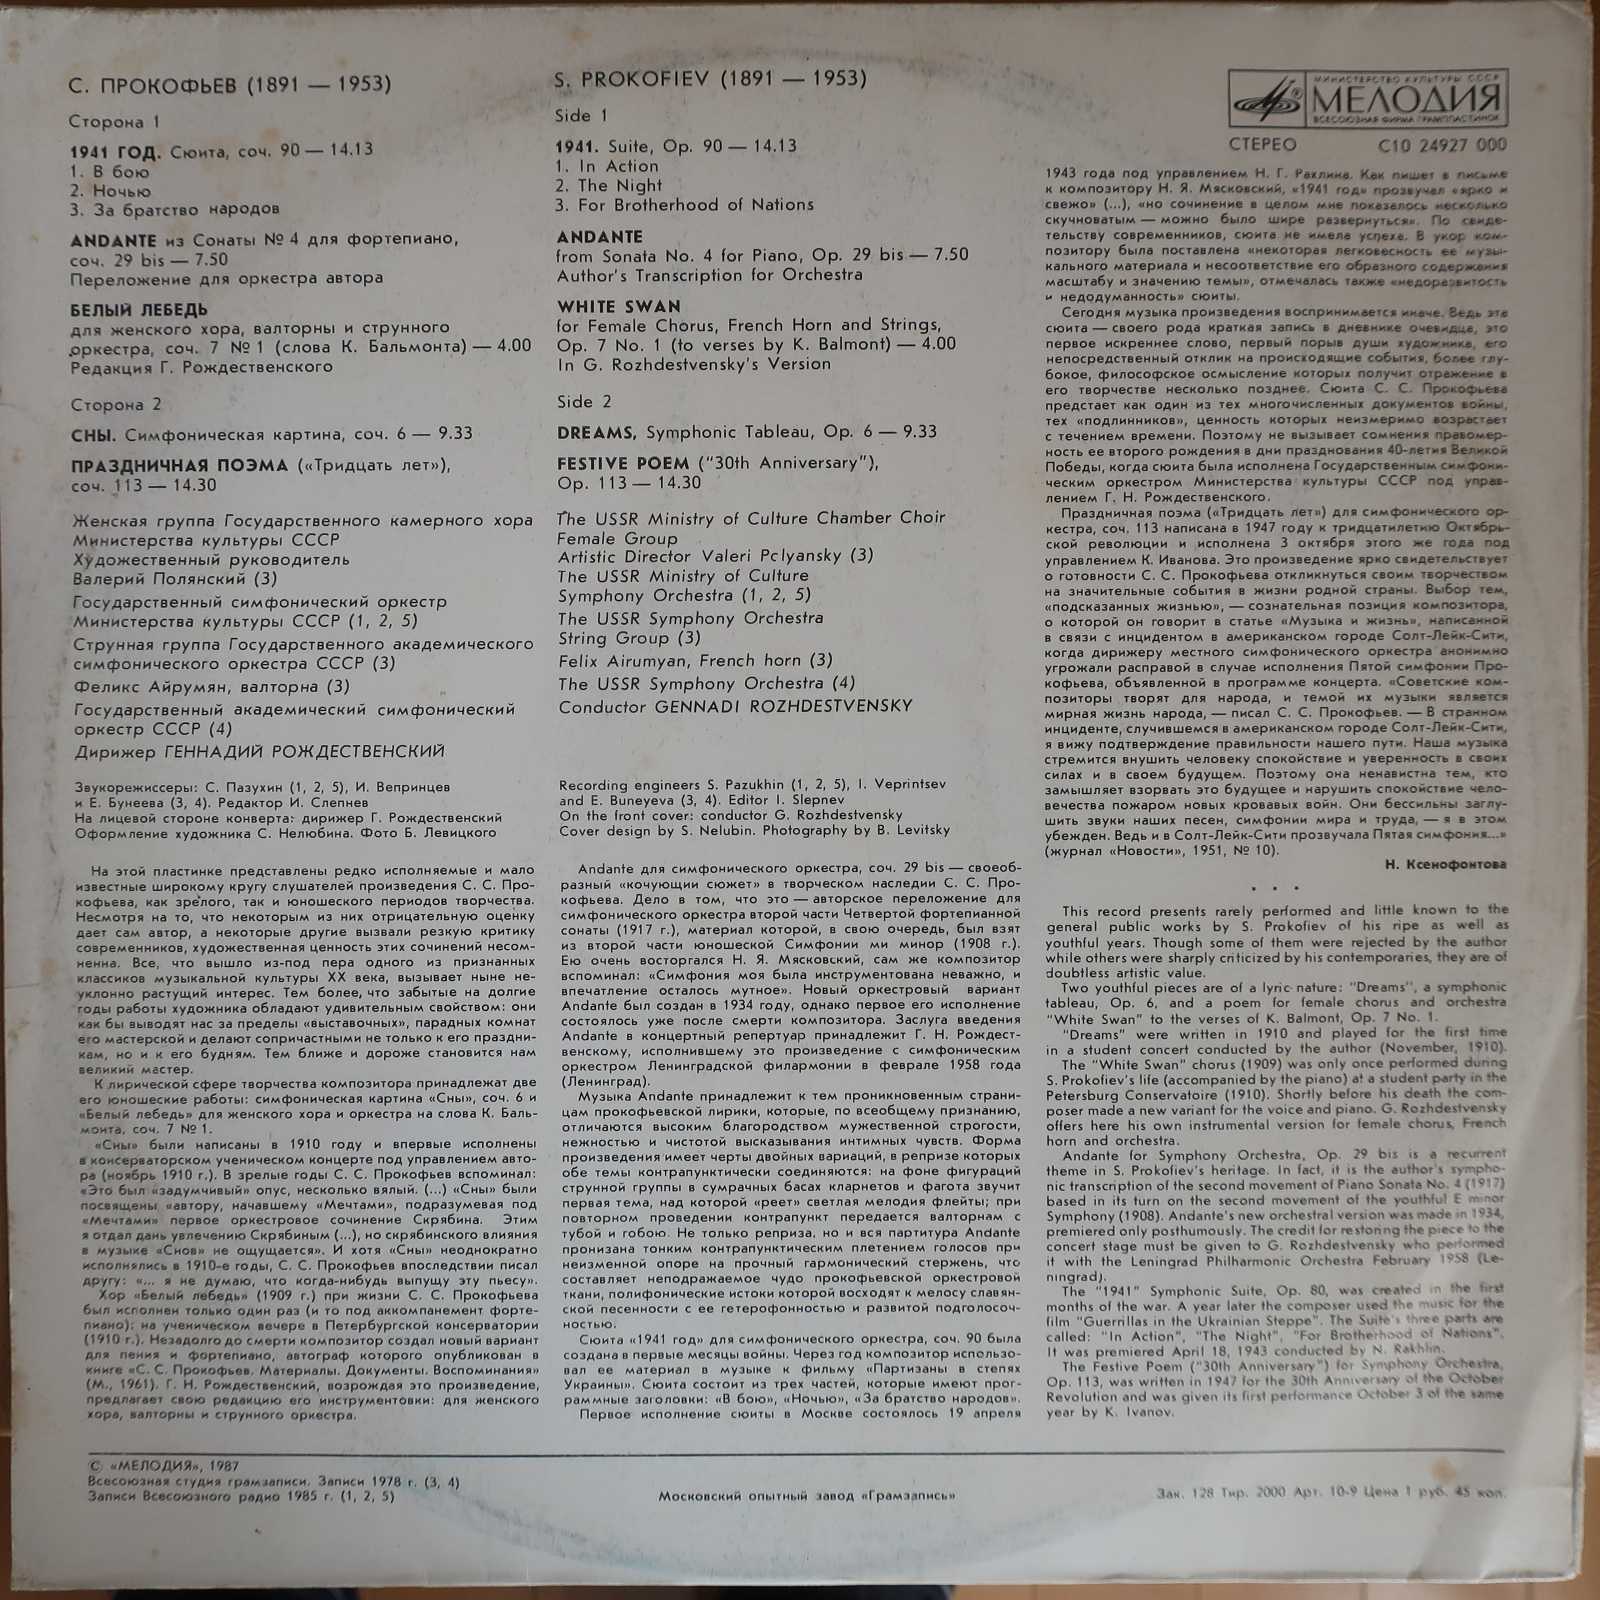 С. ПРОКОФЬЕВ (1891 — 1953)
Сторона 1
1941 ГОД. Сюита, соч. 90 — 14.13
1. В бою
2. Ночью
3. За братство народов
ANDANTE из Сонаты № 4 для фортепиано,
соч. 29 bis — 7.50
Переложение для оркестра автора
БЕЛЫЙ ЛЕБЕДЬ
для женского хора, валторны и струнного
оркестра, соч. 7 № 1 (слова К. Бальмонта) — 4.00
Редакция Г. Рождественского
Сторона 2
СНЫ. Симфоническая картина, соч. 6 — 9.33
ПРАЗДНИЧНАЯ ПОЭМА («Тридцать лет»),
соч. 113 — 14.30
Женская группа Государственного камерного хора
Министерства культуры СССР
Художественный руководитель
Валерий Полянский (3)
Государственный симфонический оркестр
Министерства культуры СССР (1, 2, 5)
Струнная группа Государственного академического
симфонического оркестра СССР (3)
Феликс Айрумян, валторна (3)
Государственный академический симфонический
оркестр СССР (4)
Дирижер ГЕННАДИЙ РОЖДЕСТВЕНСКИЙ
Звукорежиссеры: С. Пазухин (1, 2, 5), И. Вепринцев
и Е. Бунеева (3, 4). Редактор И. Слепнев
На лицевой стороне конверта: дирижер Г. Рождественский
Оформление художника С. Нелюбина. Фото Б. Левицкого
S. PROKOFIEV (1891 — 1953)
Side 1
1941. Suite, Op. 90 — 14.13
1. In Action
2. The Night
3. For Brotherhood of Nations
ANDANTE
from Sonata No. 4 for Piano, Op. 29 bis — 7.50
Author's Transcription for Orchestra
WHITE SWAN
for Female Chorus, French Horn and Strings,
Op. 7 No. 1 (to verses by K. Balmont) — 4.00
In G. Rozhdestvensky's Version
Side 2
DREAMS, Symphonic Tableau, Op. 6 — 9.33
FESTIVE POEM ("30th Anniversary"),
Op. 113 — 14.30
The USSR Ministry of Culture Chamber Choir
Female Group
Artistic Director Valeri Polyansky (3)
The USSR Ministry of Culture
Symphony Orchestra (1, 2, 5)
The USSR Symphony Orchestra
String Group (3)
Felix Airumyan, French horn (3)
The USSR Symphony Orchestra (4)
Conductor GENNADI ROZHDESTVENSKY
Recording engineers S. Pazukhin (1, 2, 5), I. Veprintsev
and E. Buneyeva (3, 4). Editor I. Slepnev
On the front cover: conductor G. Rozhdestvensky
Cover design by S. Nelubin. Photography by B. Levitsky
МИНИСТЕРСТВО КУЛЬТУРЫ СССР
МЕЛОДИЯ
ВСЕСОЮЗНАЯ ФИРМА ГРАМПЛАСТИНОК
СТЕРЕО С10 24927 000
На этой пластинке представлены редко исполняемые и мало
известные широкому кругу слушателей произведения С. С. Про-
кофьева, как зрелого, так и юношеского периодов творчества.
Несмотря на то, что некоторым из них отрицательную оценку
дает сам автор, а некоторые другие вызвали резкую критику
современников, художественная ценность этих сочинений несом-
ненна. Все, что вышло из-под пера одного из признанных
классиков музыкальной культуры XX века, вызывает ныне не-
уклонно растущий интерес. Тем более, что забытые на долгие
годы работы художника обладают удивительным свойством: они
как бы выводят нас за пределы «выставочных», парадных комнат
его мастерской и делают сопричастными не только к его праздни-
кам, но и к его будням. Тем ближе и дороже становится нам
великий мастер.
К лирической сфере творчества композитора принадлежат две
его юношеские работы: симфоническая картина «Сны», соч. 6 и
«Белый лебедь» для женского хора и оркестра на слова К. Баль-
монта, соч. 7 № 1.
«Сны» были написаны в 1910 году и впервые исполнены
в консерваторском ученическом концерте под управлением авто-
ра (ноябрь 1910 г.). В зрелые годы С. С. Прокофьев вспоминал:
«Это был «задумчивый» опус, несколько вялый. (...) «Сны» были
посвящены «автору, начавшему «Мечтами», подразумевая под
«Мечтами» первое оркестровое сочинение Скрябина. Этим
я отдал дань увлечению Скрябиным (...), но скрябинского влияния
в музыке «Снов» не ощущается». И хотя «Сны» неоднократно
исполнялись в 1910-е годы, С. С. Прокофьев впоследствии писал
другу: «... я не думаю, что когда-нибудь выпущу эту пьесу».
Хор «Белый лебедь» (1909 г.) при жизни С. С. Прокофьева
был исполнен только один раз (и то под аккомпанемент форте-
пиано): на ученическом вечере в Петербургской консерватории
(1910 г.). Незадолго до смерти композитор создал новый вариант
для пения и фортепиано, автограф которого опубликован в
книге «С. С. Прокофьев. Материалы. Документы. Воспоминания»
(М., 1961). Г. Н. Рождественский, возрождая это произведение,
предлагает свою редакцию его инструментовки: для женского
хора, валторны и струнного оркестра.
Andante для симфонического оркестра, соч. 29 bis — своеоб-
разный «кочующии сюжет» в творческом наследии С. С. Про-
кофьева. Дело в том, что это — авторское переложение для
симфонического оркестра второй части Четвертой фортепианной
сонаты (1917 г.), материал которой, в свою очередь, был взят
из второй части юношеской Симфонии ми минор (1908 г.).
Ею очень восторгался Н. Я. Мясковский, сам же композитор
вспоминал: «Симфония моя была инструментована неважно, и
впечатление осталось мутное». Новый оркестровый вариант
Andante был создан в 1934 году, однако первое его исполнение
состоялось уже после смерти композитора. Заслуга введения
Andante в концертный репертуар принадлежит Г. Н. Рождест-
венскому, исполнившему это произведение с симфоническим
оркестром Ленинградской филармонии в феврале 1958 года
(Ленинград).
Музыка Andante принадлежит к тем проникновенным страни-
цам прокофьевской лирики, которые, по всеобщему признанию,
отличаются высоким благородством мужественной строгости,
нежностью и чистотой высказывания интимных чувств. Форма
произведения имеет черты двойных вариаций, в репризе которых
обе темы контрапунктически соединяются: на фоне фигураций
струнной группы в сумрачных басах кларнетов и фагота звучит
первая тема, над которой «реет» светлая мелодия флейты; при
повторном проведении контрапункт передается валторнам с
тубой и гобою. Не только реприза, но и вся партитура Andante
пронизана тонким контрапунктическим плетением голосов при
неизменной опоре на прочный гармонический стержень, что
составляет неподражаемое чудо прокофьевской оркестровой
ткани, полифонические истоки которой восходят к мелосу славян-
ской песенности с ее гетерофонностью и развитой подголосоч-
ностью.
Сюита «1941 год» для симфонического оркестра, соч. 90 была
создана в первые месяцы войны. Через год композитор использо-
вал ее материал в музыке к фильму «Партизаны в степях
Украины». Сюита состоит из трех частей, которые имеют прог-
раммные заголовки: «В бою», «Ночью», «За братство народов».
Первое исполнение сюиты в Москве состоялось 19 апреля
1943 года под управлением Н. Г. Рахлина. Как пишет в письме
к композитору Н. Я. Мясковский, «1941 год» прозвучал «ярко и
свежо» (...), «но сочинение в целом мне показалось несколько
скучноватым — можно было шире развернуться». По свиде-
тельству современников, сюита не имела успеха. В укор ком-
позитору была поставлена «некоторая легковесность ее музы-
кального материала и несоответствие его образного содержания
масштабу и значению темы», отмечалась также «недоразвитость
и недодуманность» сюиты.
Сегодня музыка произведения воспринимается иначе. Ведь эта
сюита — своего рода краткая запись в дневнике очевидца, это
первое искреннее слово, первый порыв души художника, его
непосредственный отклик на происходящие события, более глу-
бокое, философское осмысление которых получит отражение в
его творчестве несколько позднее. Сюита С. С. Прокофьева
предстает как один из тех многочисленных документов войны,
тех «подлинников», ценность которых неизмеримо возрастает
с течением времени. Поэтому не вызывает сомнения правомер-
ность ее второго рождения в дни празднования 40-летия Великой
Победы, когда сюита была исполнена Государственным симфони-
ческим оркестром Министерства культуры СССР под управ-
лением Г. Н. Рождественского.
Праздничная поэма («Тридцать лет») для симфонического ор-
кестра, соч. 113 написана в 1947 году к тридцатилетию Октябрь-
ской революции и исполнена 3 октября этого же года под
управлением К. Иванова. Это произведение ярко свидетельствует
о готовности С. С. Прокофьева откликнуться своим творчеством
на значительные события в жизни родной страны. Выбор тем,
«подсказанных жизнью», — сознательная позиция композитора,
о которой он говорит в статье «Музыка и жизнь», написанной
в связи с инцидентом в американском городе Солт-Лейк-Сити,
когда дирижеру местного симфонического оркестра анонимно
угрожали расправой в случае исполнения Пятой симфонии Про-
кофьева, объявленной в программе концерта. «Советские ком-
позиторы творят для народа, и темой их музыки является
мирная жизнь народа, — писал С. С. Прокофьев. — В странном
инциденте, случившемся в американском городе Солт-Лейк-Сити,
я вижу подтверждение правильности нашего пути. Наша музыка
стремится внушить человеку спокойствие и уверенность в своих
силах и в своем будущем. Поэтому она ненавистна тем, кто
замышляет взорвать это будущее и нарушить спокойствие чело-
вечества пожаром новых кровавых войн. Они бессильны заглу-
шить звуки наших песен, симфонии мира и труда, — я в этом
убежден. Ведь и в Солт-Лейк-Сити прозвучала Пятая симфония...»
(журнал «Новости», 1951, № 10).
Н. Ксенофонтова
. . .
This record presents rarely performed and little known to the
general public works by S. Prokofiev of his ripe as well as
youthful years. Though some of them were rejected by the author
while others were sharply criticized by his contemporaries, they are of
doubtless artistic value.
Two youthful pieces are of a lyric nature: "Dreams", a symphonic
tableau, Op. 6, and a poem for female chorus and orchestra
"White Swan" to the verses of K. Balmont, Op. 7 No. 1.
"Dreams" were written in 1910 and played for the first time
in a student concert conducted by the author (November, 1910).
The "White Swan" chorus (1909) was only once performed during
S. Prokofiev's life (accompanied by the piano) at a student party in the
Petersburg Conservatoire (1910). Shortly before his death the com-
poser made a new variant for the voice and piano. G. Rozhdestvensky
offers here his own instrumental version for female chorus, French
horn and orchestra.
Andante for Symphony Orchestra, Op. 29 bis is a recurrent
theme in S. Prokofiev's heritage. In fact, it is the author's sympho-
nic transcription of the second movement of Piano Sonata No. 4 (1917)
based in its turn on the second movement of the youthful E minor
Symphony (1908). Andante's new orchestral version was made in 1934,
premiered only posthumously. The credit for restoring the piece to the
concert stage must be given to G. Rozhdestvensky who performed
it with the Leningrad Philharmonic Orchestra February 1958 (Le-
ningrad).
The "1941" Symphonic Suite, Op. 80, was created in the first
months of the war. A year later the composer used the music for the
film "Guerrillas in the Ukrainian Steppe". The Suite's three parts are
called: "In Action", "The Night", "For Brotherhood of Nations".
It was premiered April 18, 1943 conducted by N. Rakhlin.
The Festive Poem ("30th Anniversary") for Symphony Orchestra,
Op. 113, was written in 1947 for the 30th Anniversary of the October
Revolution and was given its first performance October 3 of the same
year by K. Ivanov.
© «МЕЛОДИЯ», 1987
Всесоюзная студия грамзаписи. Записи 1978 г. (3, 4)
Записи Всесоюзного радио 1985 г. (1, 2, 5)
Московский опытный завод «Грамзапись»
Зак. 128 Тир. 2000 Арт. 10-9 Цена 1 руб. 45 коп.